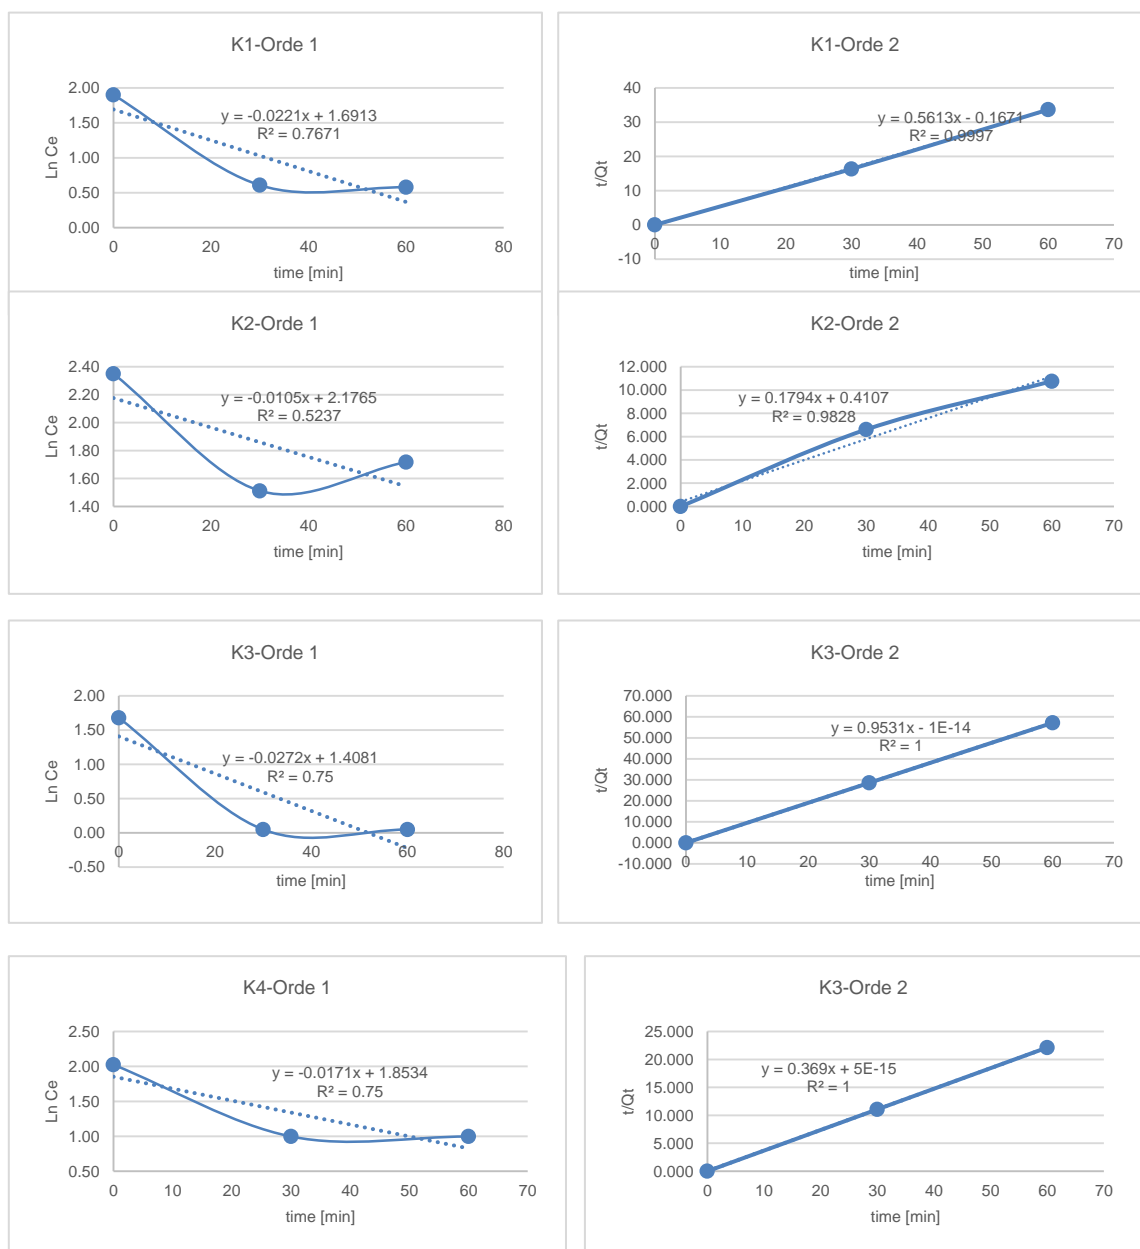 K1-Orde 1
2.00
1.50
1.00
0.50
0.00
Ln Ce
y = -0.0221x + 1.6913
R² = 0.7671
0 20 40 60 80
time [min]
K1-Orde 2
40
30
20
10
0
-10
t/Qt
y = 0.5613x - 0.1671
R² = 0.9997
0 10 20 30 40 50 60 70
time [min]
K2-Orde 1
2.40
2.20
2.00
1.80
1.60
1.40
Ln Ce
y = -0.0105x + 2.1765
R² = 0.5237
0 20 40 60 80
time [min]
K2-Orde 2
12.000
10.000
8.000
6.000
4.000
2.000
0.000
t/Qt
y = 0.1794x + 0.4107
R² = 0.9828
0 10 20 30 40 50 60 70
time [min]
K3-Orde 1
2.00
1.50
1.00
0.50
0.00
-0.50
Ln Ce
y = -0.0272x + 1.4081
R² = 0.75
0 20 40 60 80
time [min]
K3-Orde 2
70.000
60.000
50.000
40.000
30.000
20.000
10.000
0.000
-10.000
t/Qt
y = 0.9531x - 1E-14
R² = 1
0 10 20 30 40 50 60 70
time [min]
K4-Orde 1
2.50
2.00
1.50
1.00
0.50
Ln Ce
y = -0.0171x + 1.8534
R² = 0.75
0 10 20 30 40 50 60 70
time [min]
K3-Orde 2
25.000
20.000
15.000
10.000
5.000
0.000
t/Qt
y = 0.369x + 5E-15
R² = 1
0 10 20 30 40 50 60 70
time [min]